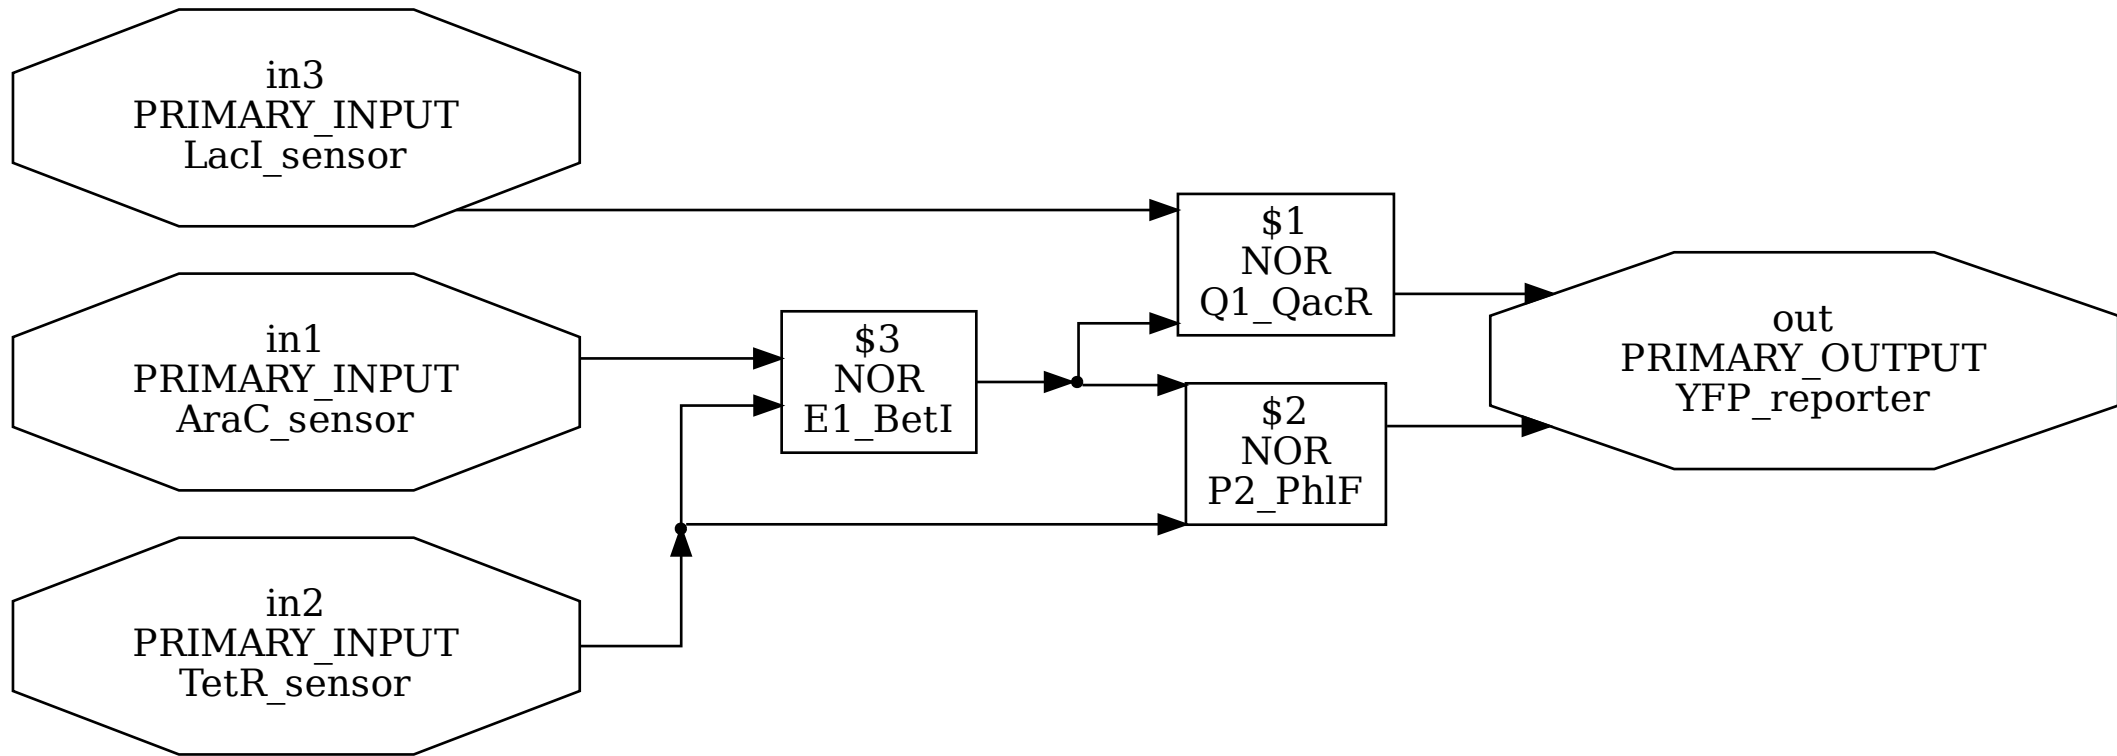 in3
PRIMARY_INPUT
LacI_sensor
in1
PRIMARY_INPUT
AraC_sensor
in2
PRIMARY_INPUT
TetR_sensor
$3
NOR
E1_BetI
$1
NOR
Q1_QacR
$2
NOR
P2_PhlF
out
PRIMARY_OUTPUT
YFP_reporter